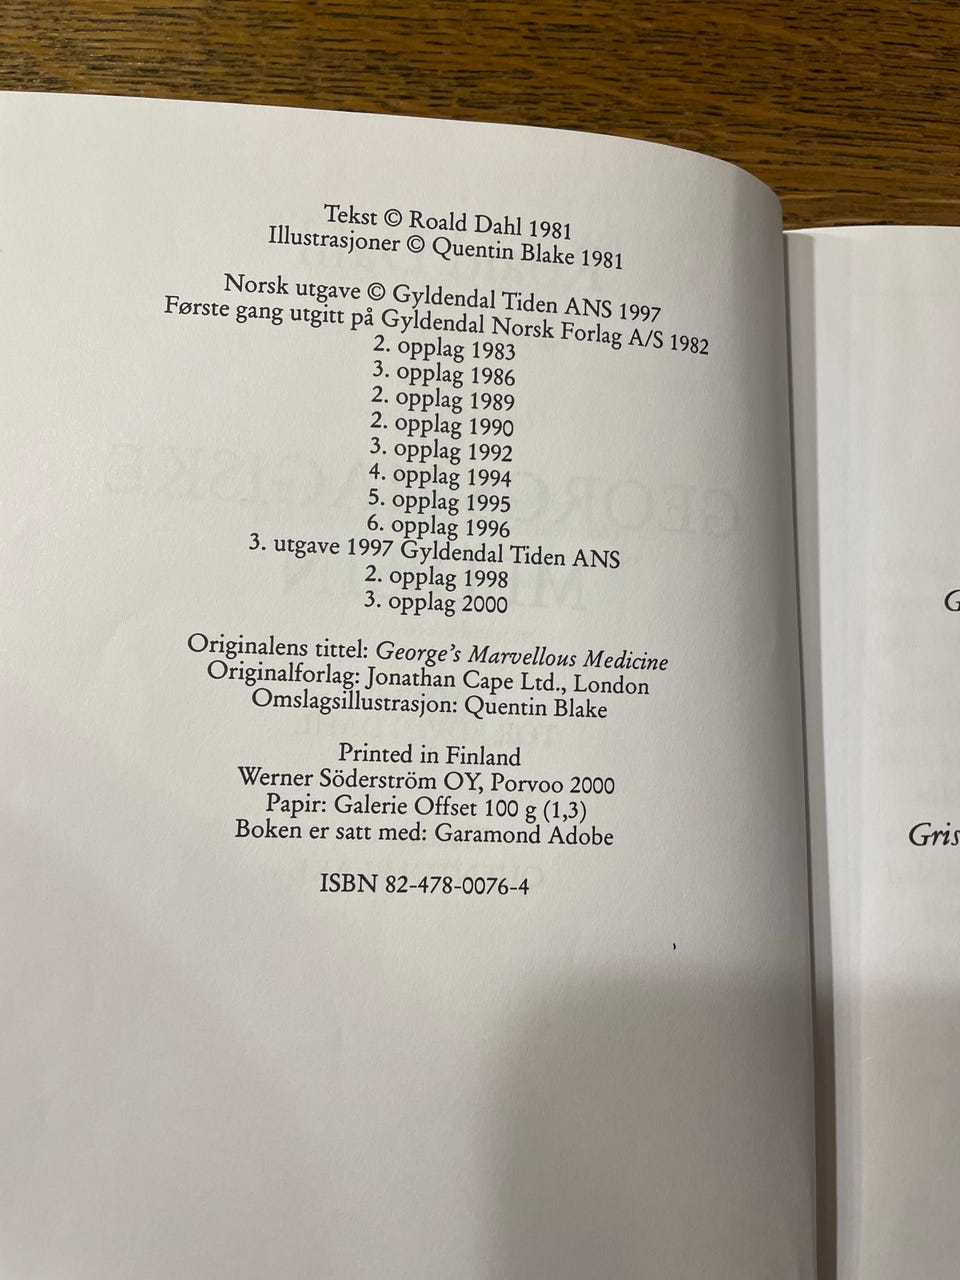 Tekst © Roald Dahl 1981
Illustrasjoner © Quentin Blake 1981
Norsk utgave © Gyldendal Tiden ANS 1997
Første gang utgitt på Gyldendal Norsk Forlag A/S 1982
2. opplag 1983
3. opplag 1986
2. opplag 1989
2. opplag 1990
3. opplag 1992
4. opplag 1994
5. opplag 1995
6. opplag 1996
3. utgave 1997 Gyldendal Tiden ANS
2. opplag 1998
3. opplag 2000
Originalens tittel: George's Marvellous Medicine
Originalforlag: Jonathan Cape Ltd., London
Omslagsillustrasjon: Quentin Blake
Printed in Finland
Werner Söderström OY, Porvoo 2000
Papir: Galerie Offset 100 g (1,3)
Boken er satt med: Garamond Adobe
ISBN 82-478-0076-4
G
Gris